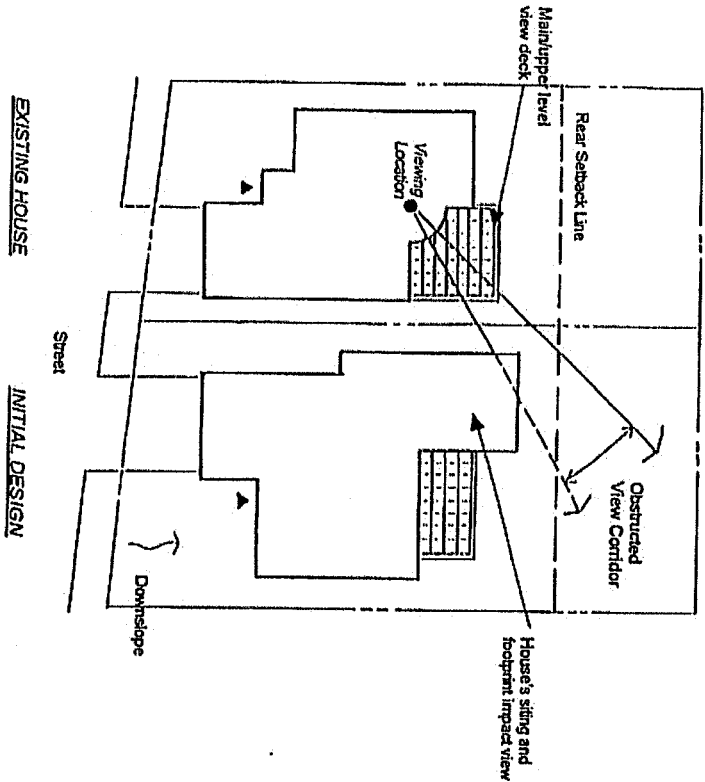 Main/upper level
view deck
Rear Setback Line
Viewing
Location
Obstructed
View Corridor
House's siting and
footprint impact view
Downslope
Street
EXISTING HOUSE
INITIAL DESIGN